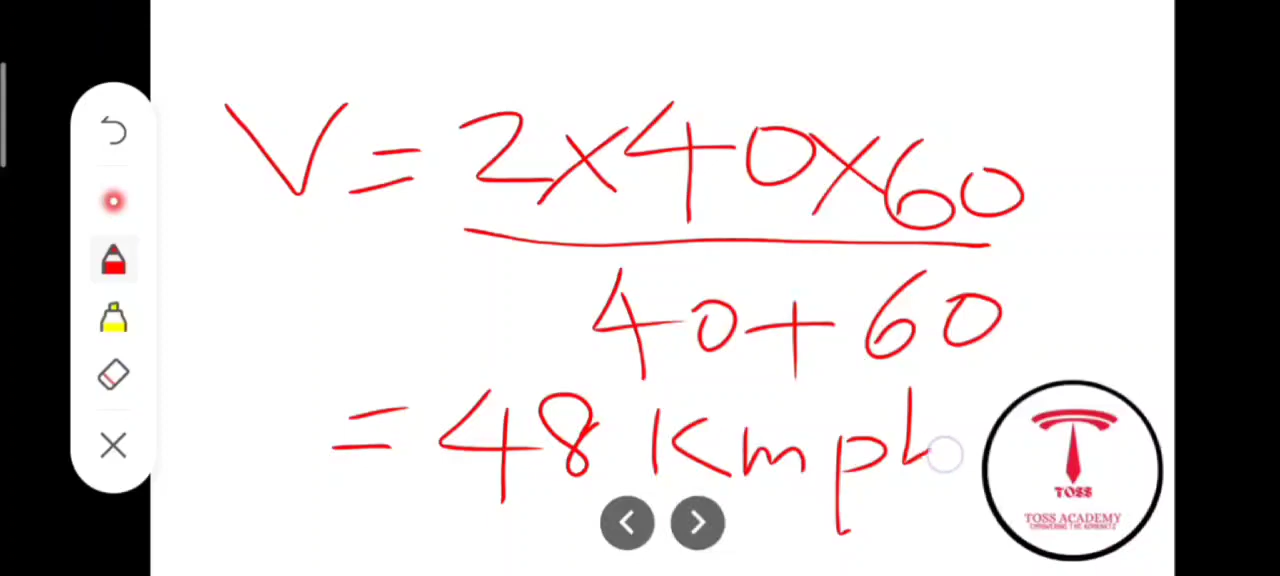 V = 2 x 40 x 60
40 + 60
= 48 Kmph
TOSS
TOSS ACADEMY